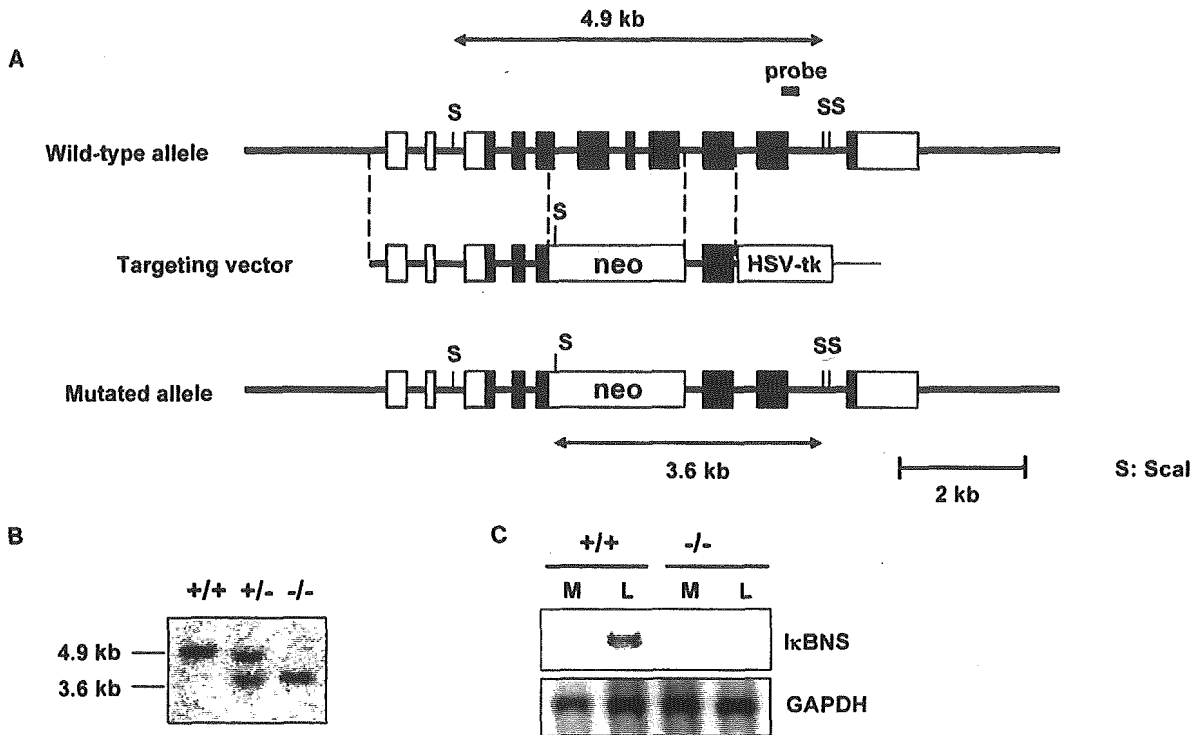 4.9 kb
A
probe
S
SS
Wild-type allele
S
Targeting vector
neo
HSV-tk
S
S
SS
Mutated allele
neo
3.6 kb
2 kb
S: ScaI
B
+/+ +/- -/-
4.9 kb
3.6 kb
C
+/+ -/-
M L M L
IκBNS
GAPDH